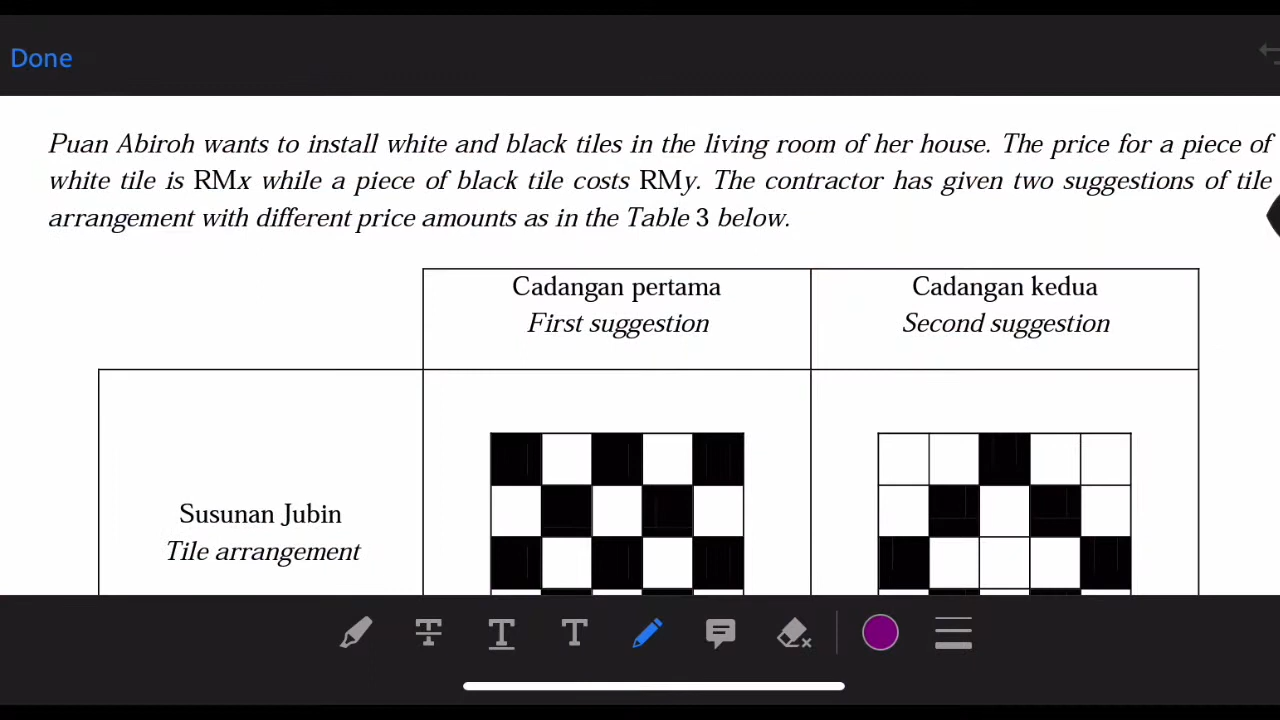 Done
Puan Abiroh wants to install white and black tiles in the living room of her house. The price for a piece of
white tile is RMx while a piece of black tile costs RMy. The contractor has given two suggestions of tile
arrangement with different price amounts as in the Table 3 below.
Cadangan pertama
First suggestion
Cadangan kedua
Second suggestion
Susunan Jubin
Tile arrangement
T
T
T